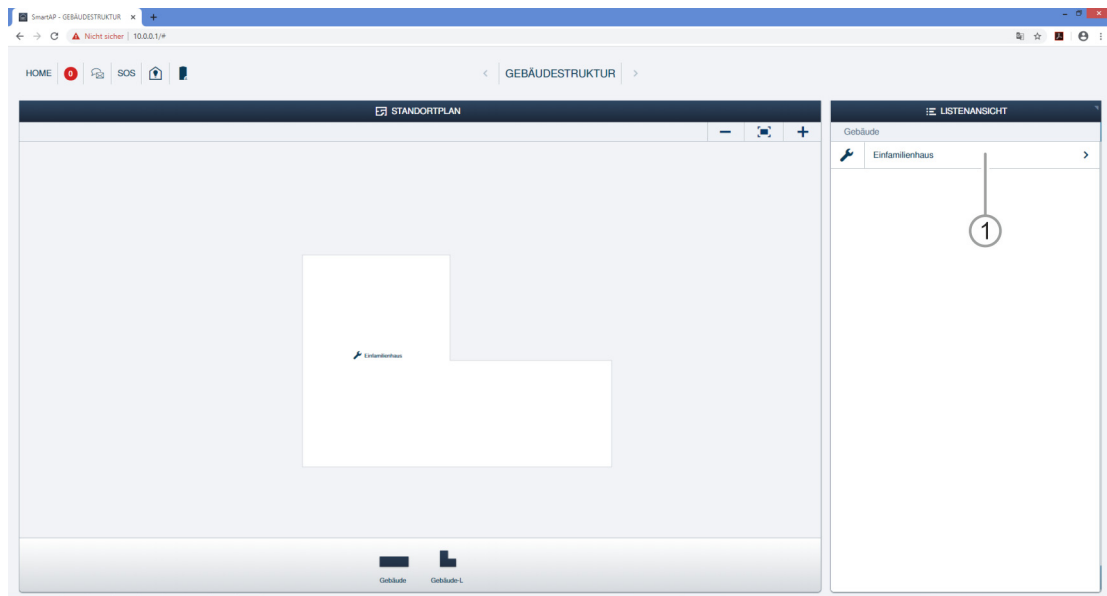 SmartAP - GEBÄUDESTRUKTUR
Nicht sicher | 10.0.0.1/#
HOME 0 SOS GEBÄUDESTRUKTUR
STANDORTPLAN
LISTENANSICHT
Gebäude
Einfamilienhaus
1
Einfamilienhaus
Gebäude Gebäude-L